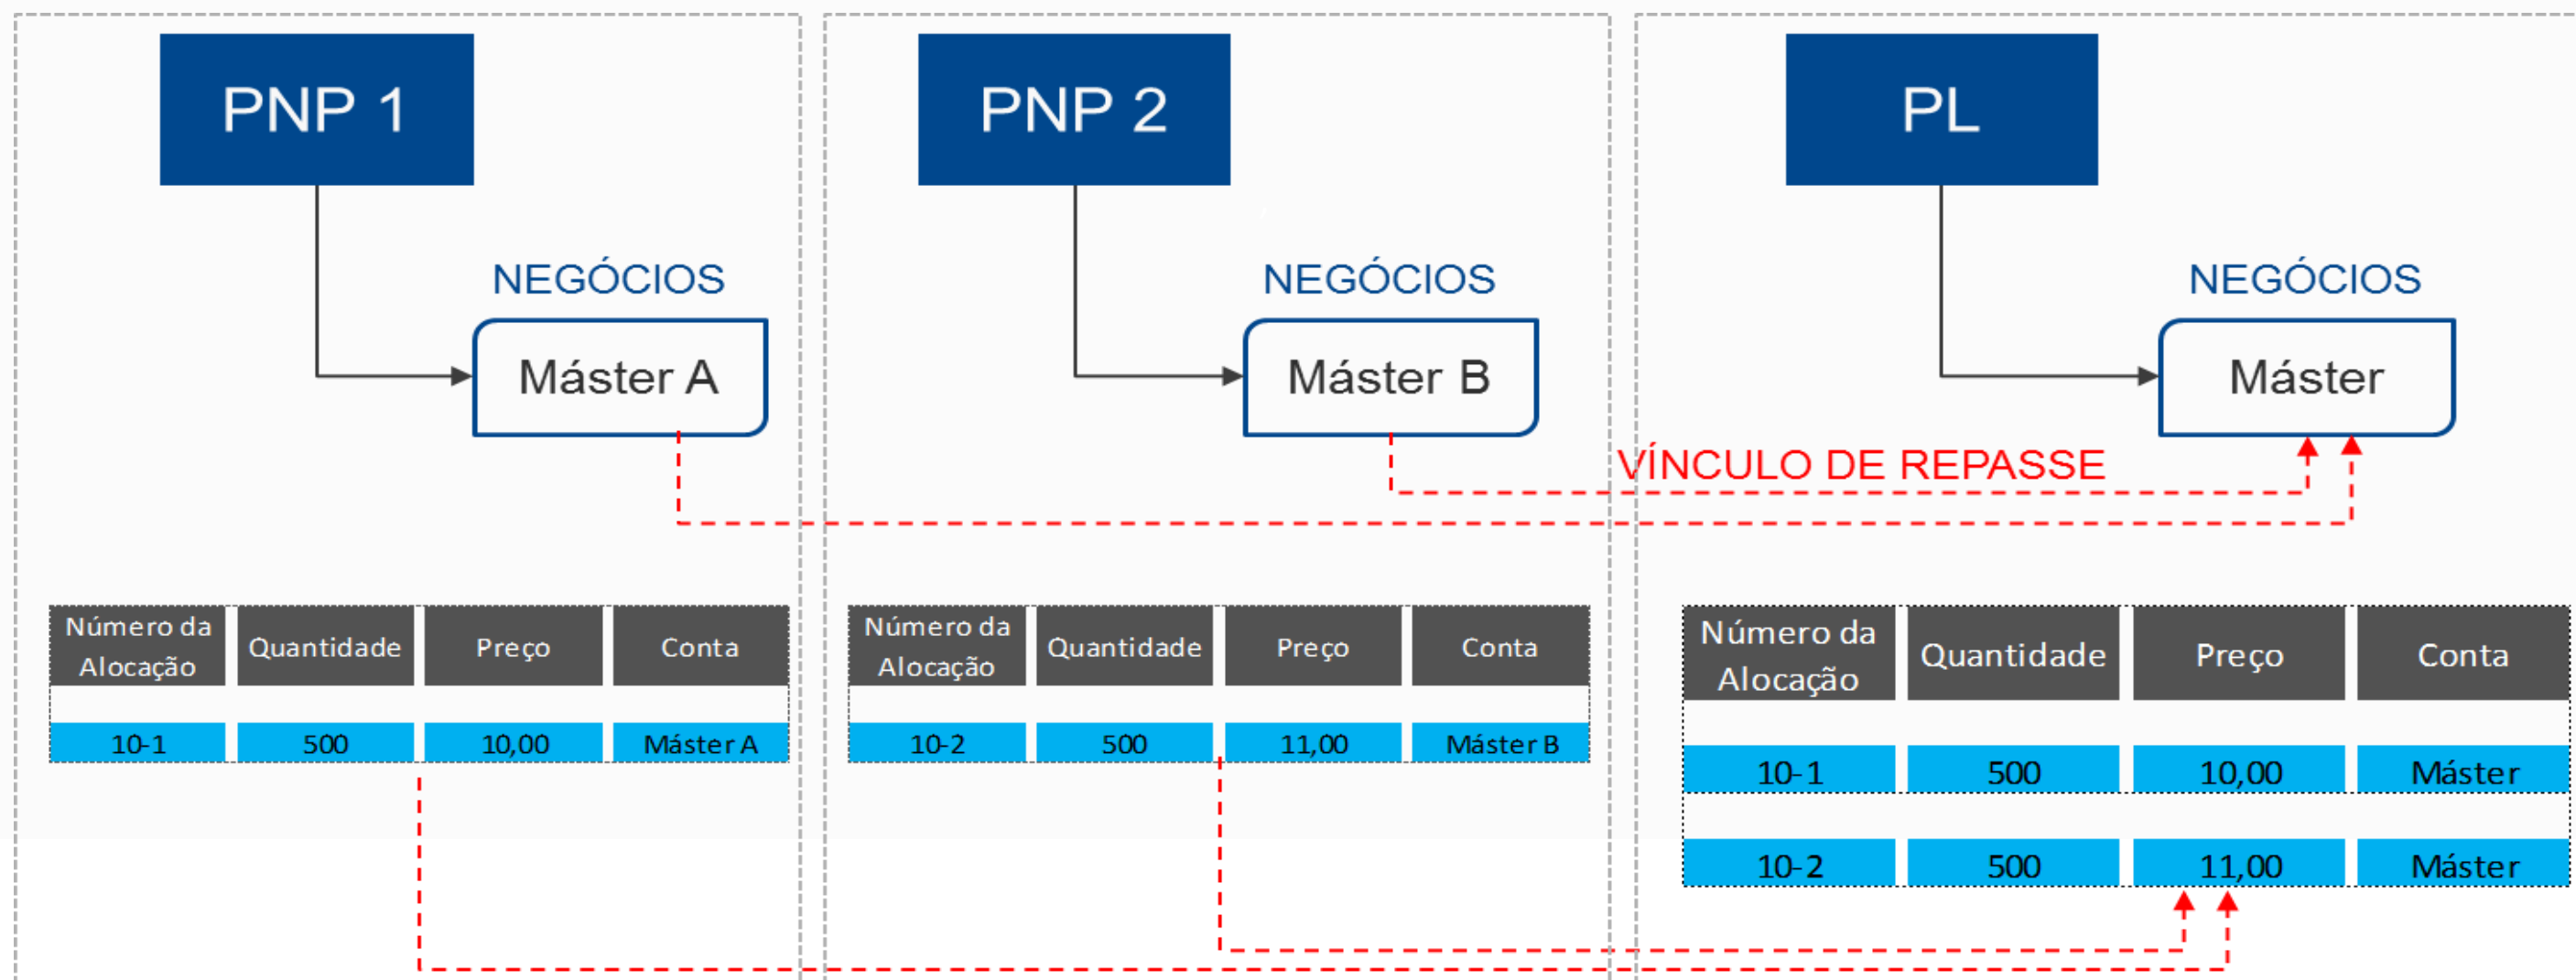 PNP 1
PNP 2
PL
NEGÓCIOS
NEGÓCIOS
NEGÓCIOS
Máster A
Máster B
Máster
VÍNCULO DE REPASSE
Número da
Alocação
Quantidade
Preço
Conta
10-1
500
10,00
Máster A
Número da
Alocação
Quantidade
Preço
Conta
10-2
500
11,00
Máster B
Número da
Alocação
Quantidade
Preço
Conta
10-1
500
10,00
Máster
10-2
500
11,00
Máster